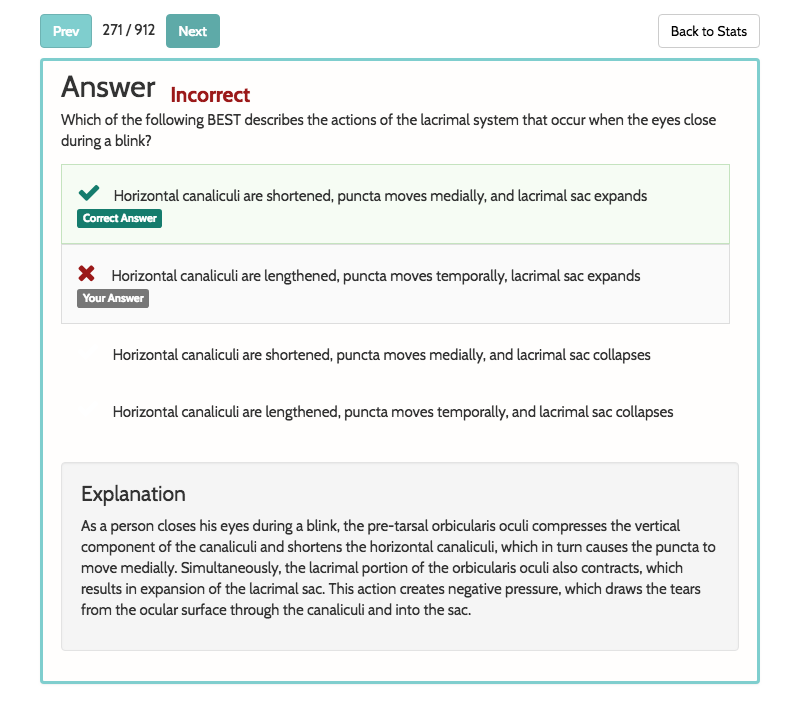 Prev 271 / 912 Next Back to Stats
Answer Incorrect
Which of the following BEST describes the actions of the lacrimal system that occur when the eyes close
during a blink?
Horizontal canaliculi are shortened, puncta moves medially, and lacrimal sac expands
Correct Answer
Horizontal canaliculi are lengthened, puncta moves temporally, lacrimal sac expands
Your Answer
Horizontal canaliculi are shortened, puncta moves medially, and lacrimal sac collapses
Horizontal canaliculi are lengthened, puncta moves temporally, and lacrimal sac collapses
Explanation
As a person closes his eyes during a blink, the pre-tarsal orbicularis oculi compresses the vertical
component of the canaliculi and shortens the horizontal canaliculi, which in turn causes the puncta to
move medially. Simultaneously, the lacrimal portion of the orbicularis oculi also contracts, which
results in expansion of the lacrimal sac. This action creates negative pressure, which draws the tears
from the ocular surface through the canaliculi and into the sac.